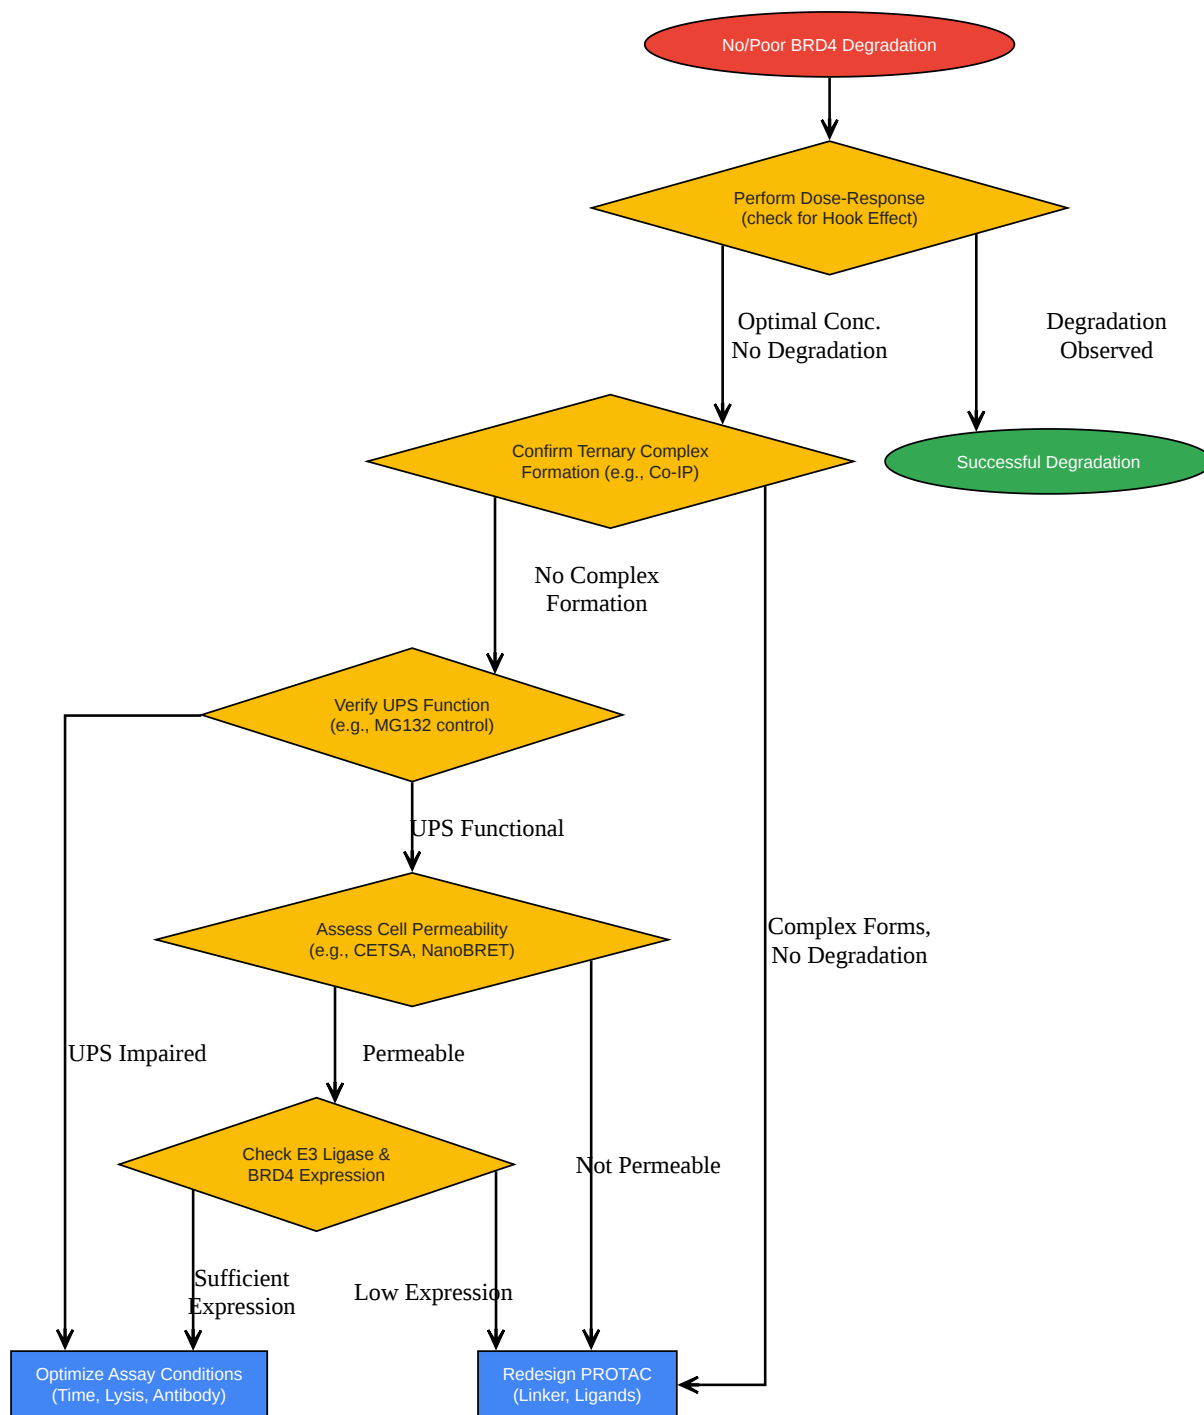 No/Poor BRD4 Degradation
Perform Dose-Response
(check for Hook Effect)
Optimal Conc.
No Degradation
Degradation
Observed
Confirm Ternary Complex
Formation (e.g., Co-IP)
Successful Degradation
No Complex
Formation
Verify UPS Function
(e.g., MG132 control)
UPS Functional
Assess Cell Permeability
(e.g., CETSA, NanoBRET)
Complex Forms,
No Degradation
UPS Impaired
Permeable
Check E3 Ligase &
BRD4 Expression
Not Permeable
Sufficient
Expression
Low Expression
Optimize Assay Conditions
(Time, Lysis, Antibody)
Redesign PROTAC
(Linker, Ligands)